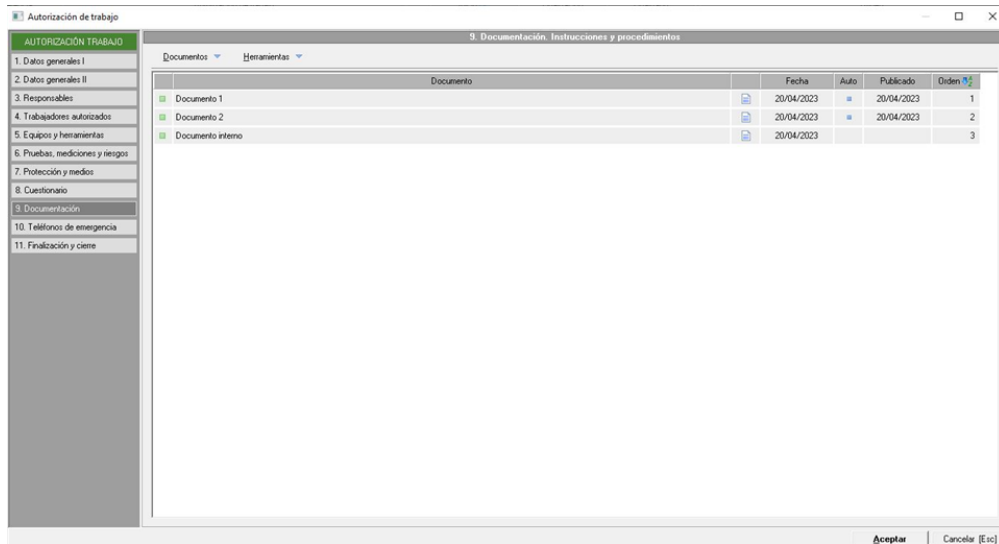 Autorización de trabajo
AUTORIZACIÓN TRABAJO
1. Datos generales I
2. Datos generales II
3. Responsables
4. Trabajadores autorizados
5. Equipos y herramientas
6. Pruebas, mediciones y riesgos
7. Protección y medios
8. Cuestionario
9. Documentación
10. Teléfonos de emergencia
11. Finalización y cierre
9. Documentación. Instrucciones y procedimientos
Documentos Herramientas
Documento Fecha Auto Publicado Orden
Documento 1 20/04/2023 20/04/2023 1
Documento 2 20/04/2023 20/04/2023 2
Documento interno 20/04/2023 3
Aceptar Cancelar [Esc]